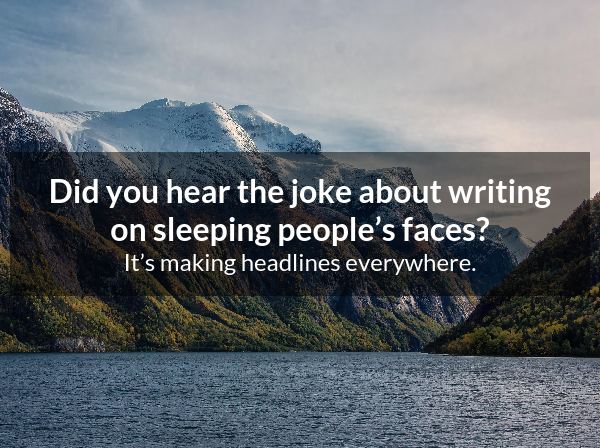 Did you hear the joke about writing
on sleeping people’s faces?
It’s making headlines everywhere.